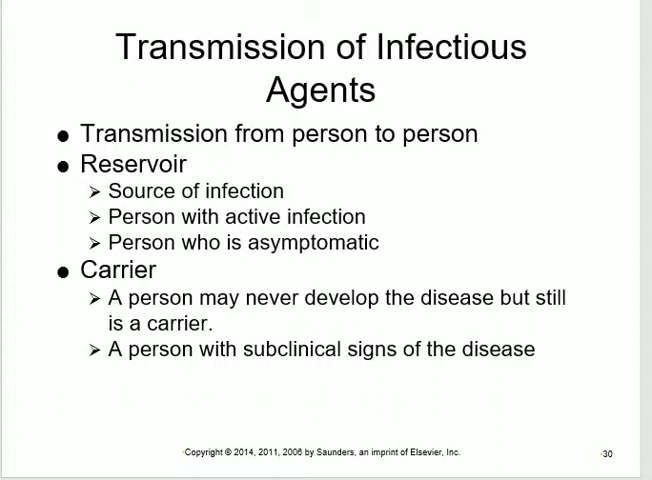 Transmission of Infectious
Agents
● Transmission from person to person
● Reservoir
➢ Source of infection
➢ Person with active infection
➢ Person who is asymptomatic
● Carrier
➢ A person may never develop the disease but still
is a carrier.
➢ A person with subclinical signs of the disease
•Copyright © 2014, 2011, 2006 by Saunders, an imprint of Elsevier, Inc.
•30